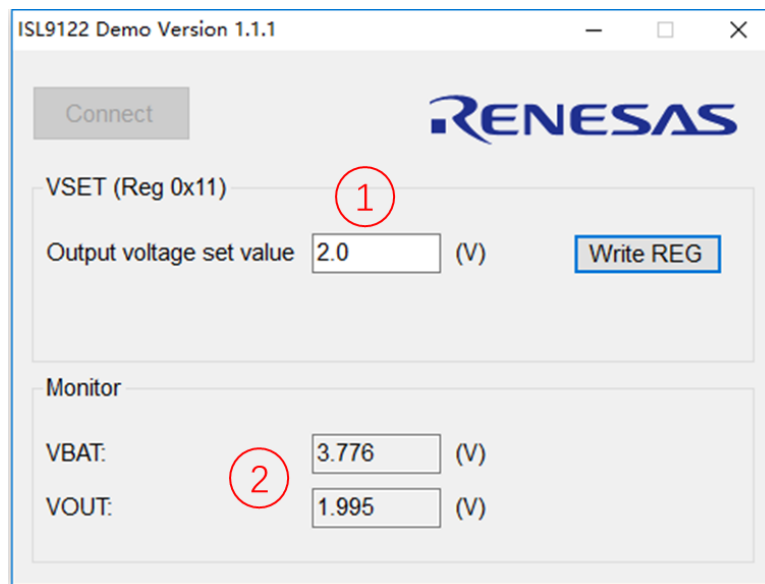 ISL9122 Demo Version 1.1.1
Connect
RENESAS
VSET (Reg 0x11)
1
Output voltage set value 2.0 (V) Write REG
Monitor
VBAT: 3.776 (V)
2
VOUT: 1.995 (V)